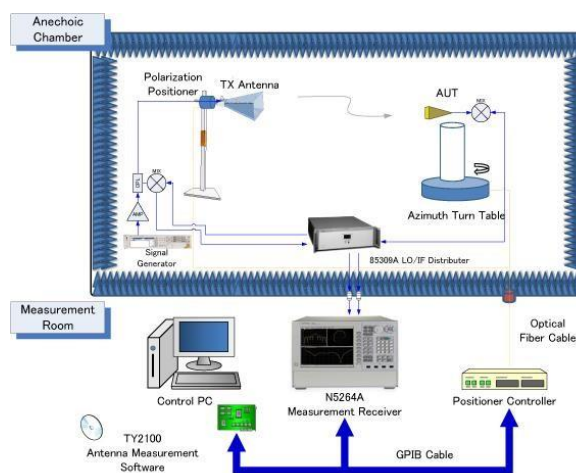 Anechoic
Chamber
Polarization
Positioner
TX Antenna
AUT
MIX
MIX
CPL
AMP
Signal
Generator
Azimuth Turn Table
85309A LO/IF Distributer
Measurement
Room
Optical
Fiber Cable
Control PC
N5264A
Measurement Receiver
Positioner Controller
TY2100
Antenna Measurement
Software
GPIB Cable